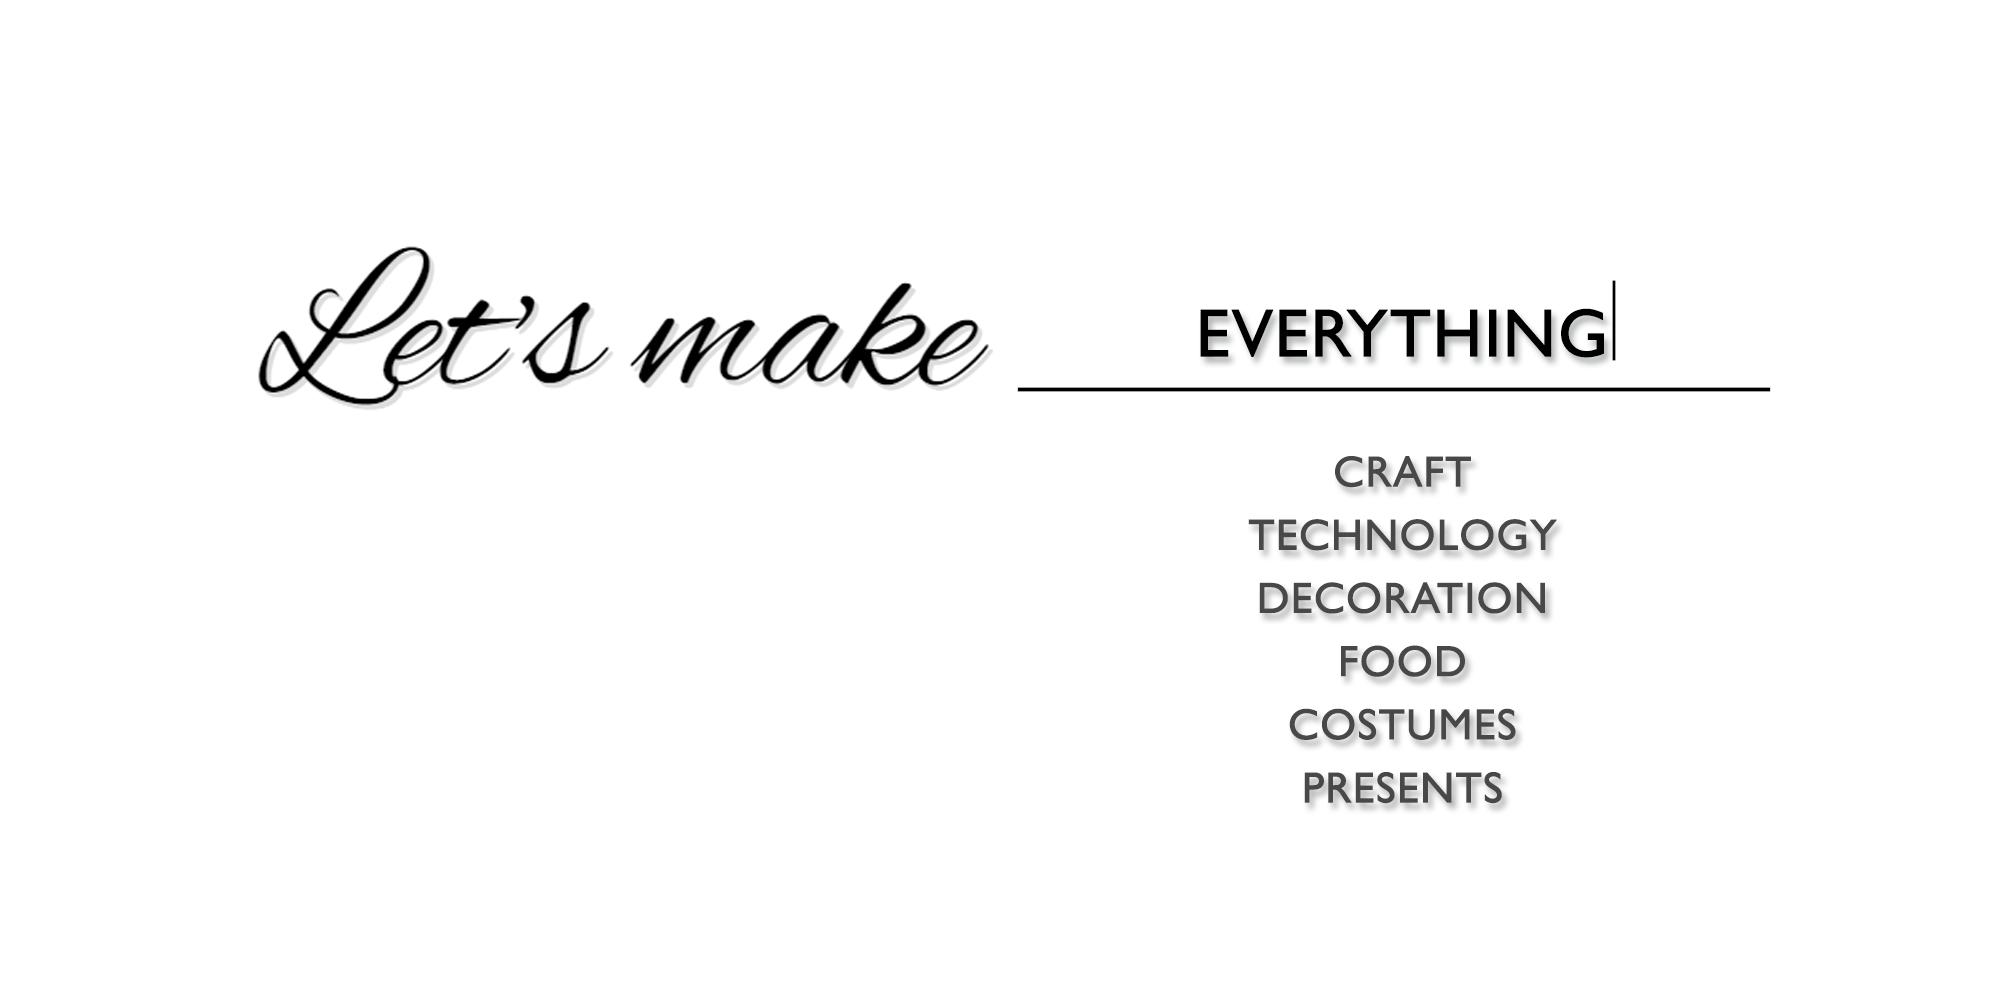 Let's make EVERYTHING
CRAFT
TECHNOLOGY
DECORATION
FOOD
COSTUMES
PRESENTS